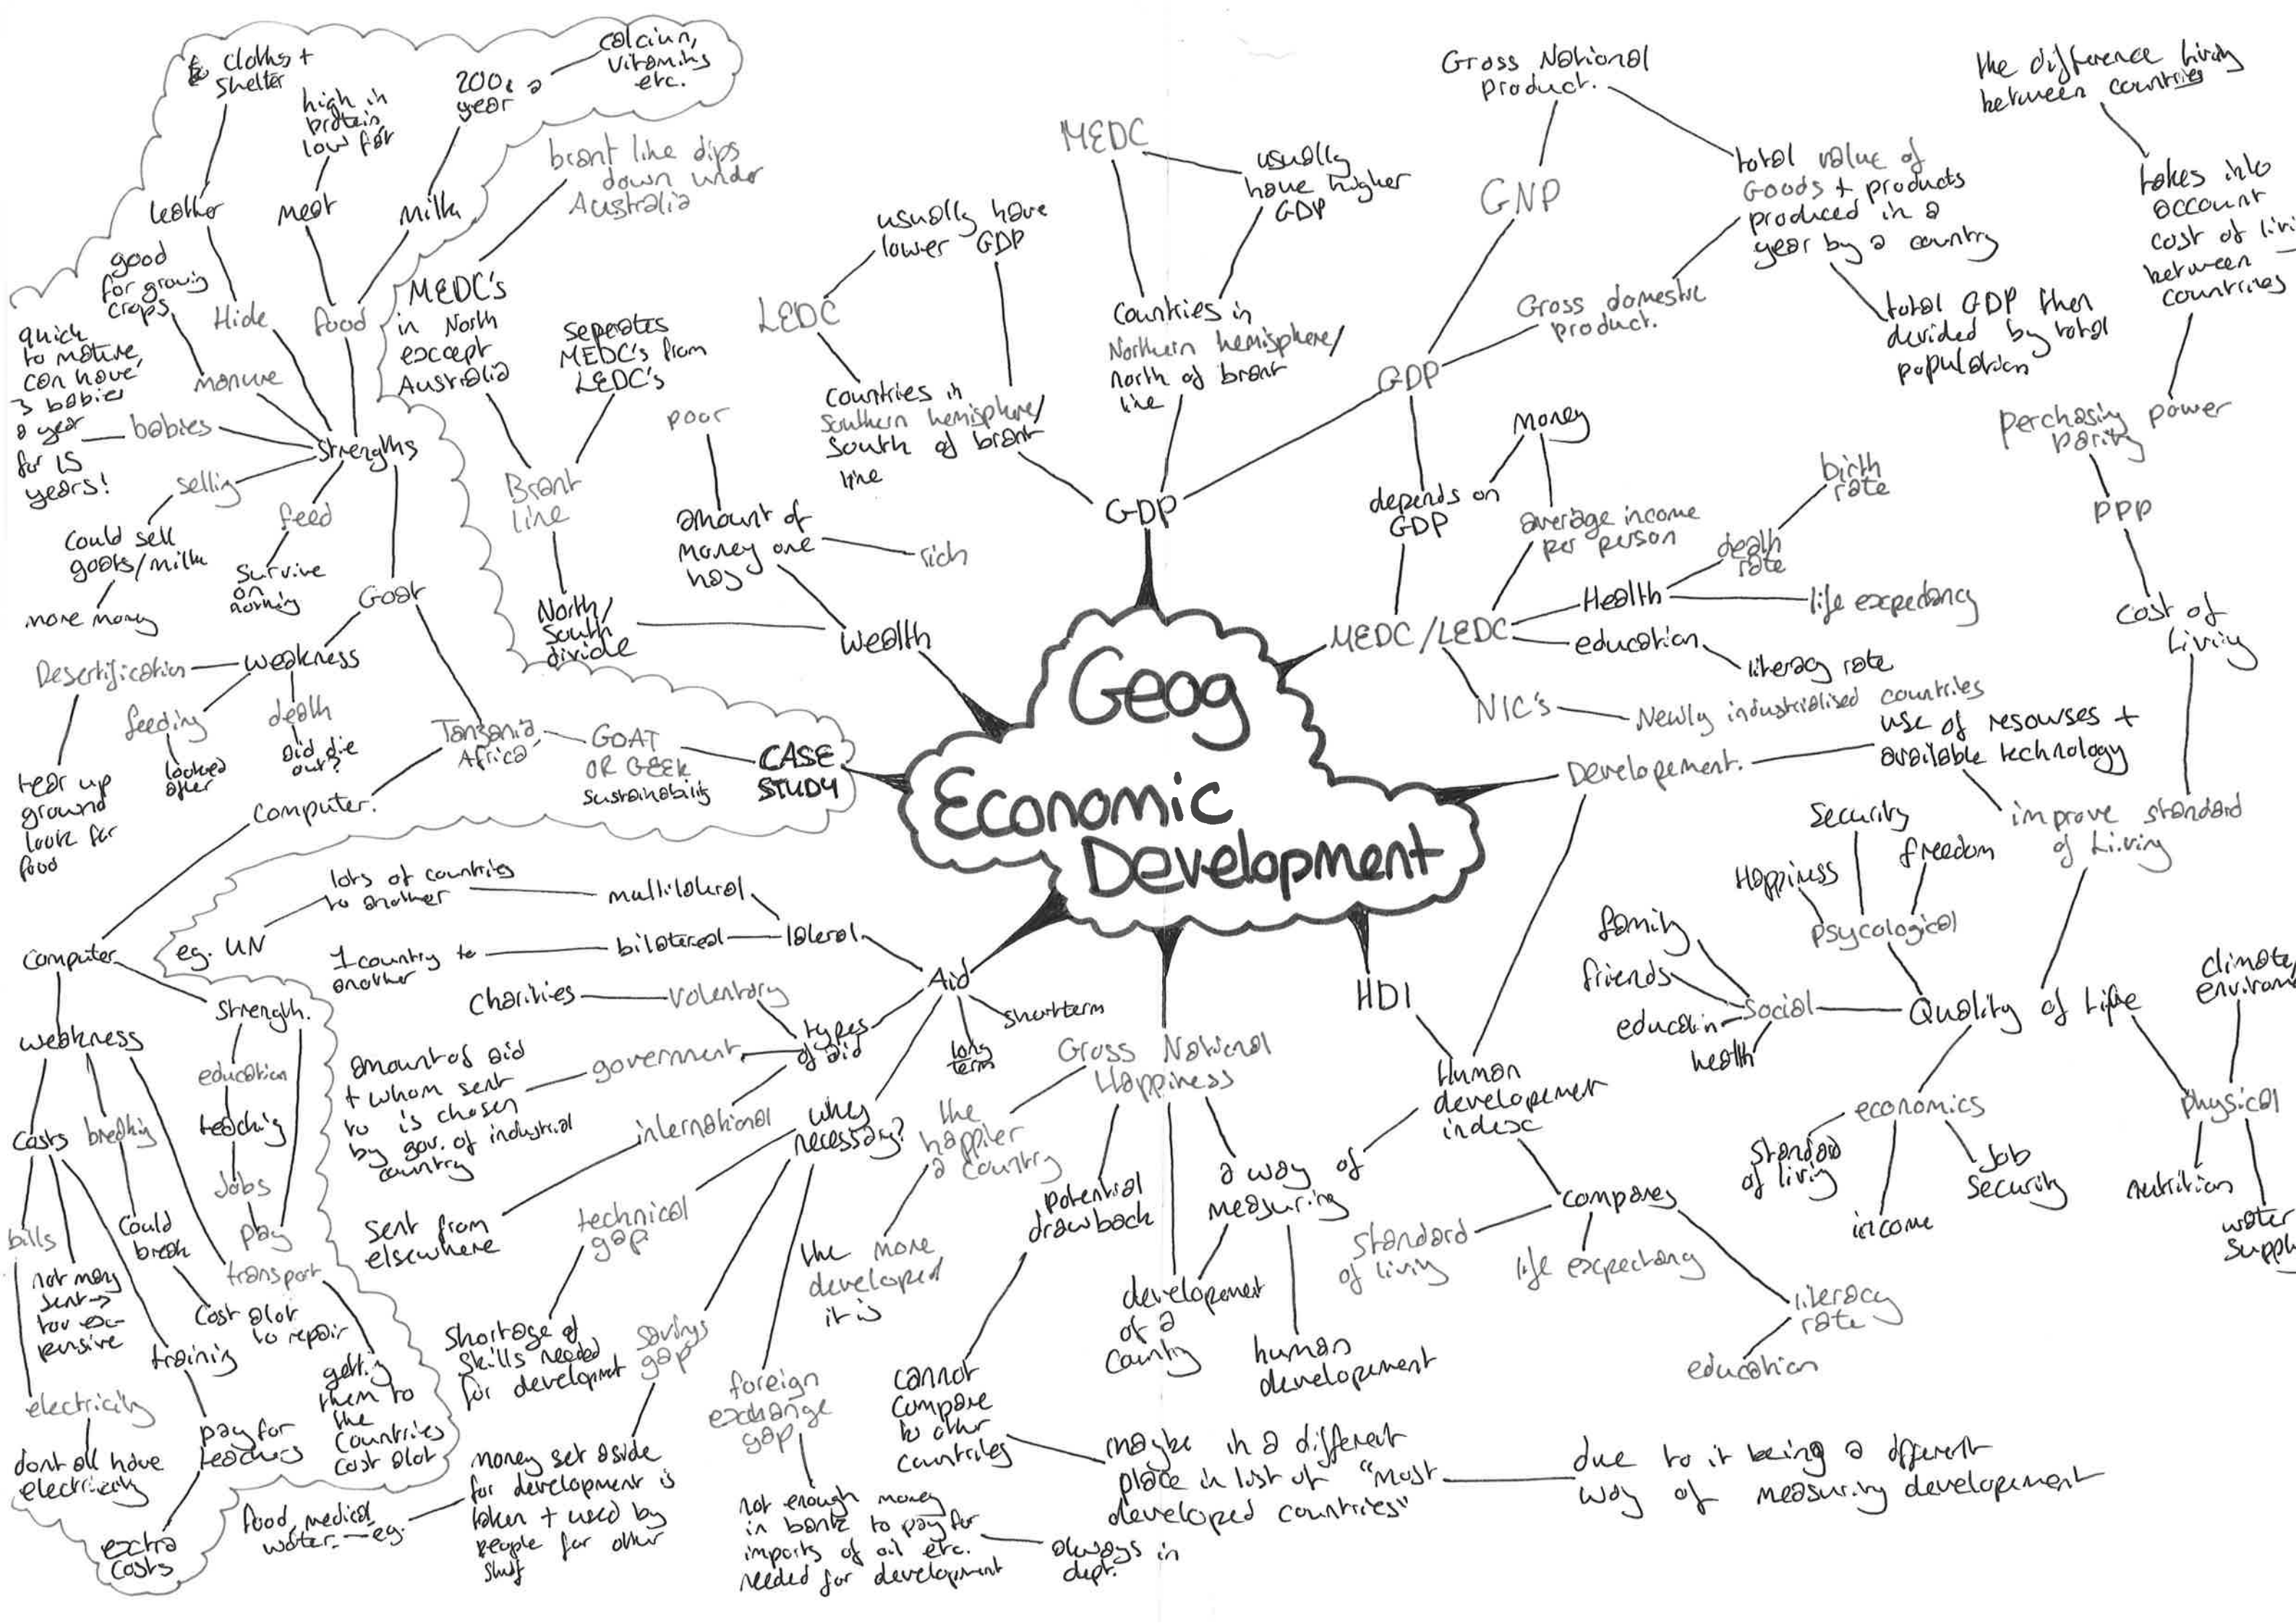 Geog
Economic
Development
GDP
Countries in
Southern hemisphere/
South of brant
line
LEDC
usually have
lower GDP
Countries in
Northern hemisphere/
north of brant
line
MEDC
usually
have higher
GDP
GDP
GNP
Gross National
Product.
total value of
Goods + products
produced in a
year by a country
total GDP then
devided by total
population
Gross domestic
product.
depends on
GDP
money
average income
per person
MEDC/LEDC
Health
death
rate
birth
rate
life expectancy
education
literacy rate
NIC's
Newly industrialised countries
Developement.
use of resourses +
available technology
improve standard
of Living
cost of
Living
PPP
perchasing power
parity
takes into
account
cost of livi
between
countries
the difference living
between countries
Quality of Life
psycological
Happiness
Security
freedom
Social
family
friends
education
health
economics
Standard
of living
income
Job
Security
physical
climate/
environm
nutrition
water
supply
HDI
Human
developement
index
a way of
measuring
developement
of a
country
human
developement
compares
standard
of living
life expectancy
literacy
rate
education
Gross National
Happiness
the
happier
a country
the more
developed
it is
potential
drawback
cannot
compare
to other
countries
maybe in a different
place in list of "most
developed countries"
due to it being a different
way of measuring developement
Aid
lateral
multilateral
lots of countries
to another
eg. UN
bilatereal
1 country to
another
types
of aid
volentary
Charities
government
amount of aid
+ whom sent
to is chosen
by gov. of industrial
country
international
sent from
elsewhere
long
term
shortterm
why
necessary?
technical
gap
shortage of
skills needed
for development
savings
gap
money set aside
for development is
taken + used by
people for other
stuff
eg.
food, medical
water.
foreign
exchange
gap
not enough money
in bank to pay for
imports of oil etc.
needed for development
always in
dept.
CASE
STUDY
GOAT
OR GEEK
sustainability
Tanzania
Africa
Goat
Strengths
Hide
leather
cloths +
Shelter
food
meat
high in
protein
low fat
milk
200L a
year
calciun,
vitamins
etc.
manure
good
for growing
crops
babies
quick
to mature,
can have
3 babies
a year
for 15
years!
selling
Could sell
goats/milk
more money
feed
Survive
on
nothing
weakness
Desertification
tear up
ground
look for
food
feeding
looked
after
death
aid die
out?
computer.
Computer
Strength.
education
teaching
Jobs
pay
weakness
costs
bills
electricity
dont all have
electricity
not many
sent→
too ex-
pensive
training
pay for
teachers
extra
costs
breaking
could
break
Cost alot
to repair
transport
getting
them to
the
countries
cost alot
Wealth
amount of
money one
has
poor
rich
North/
South
divide
Brant
line
MEDC's
in North
except
Australia
brant line dips
down under
Australia
seperates
MEDC's from
LEDC's